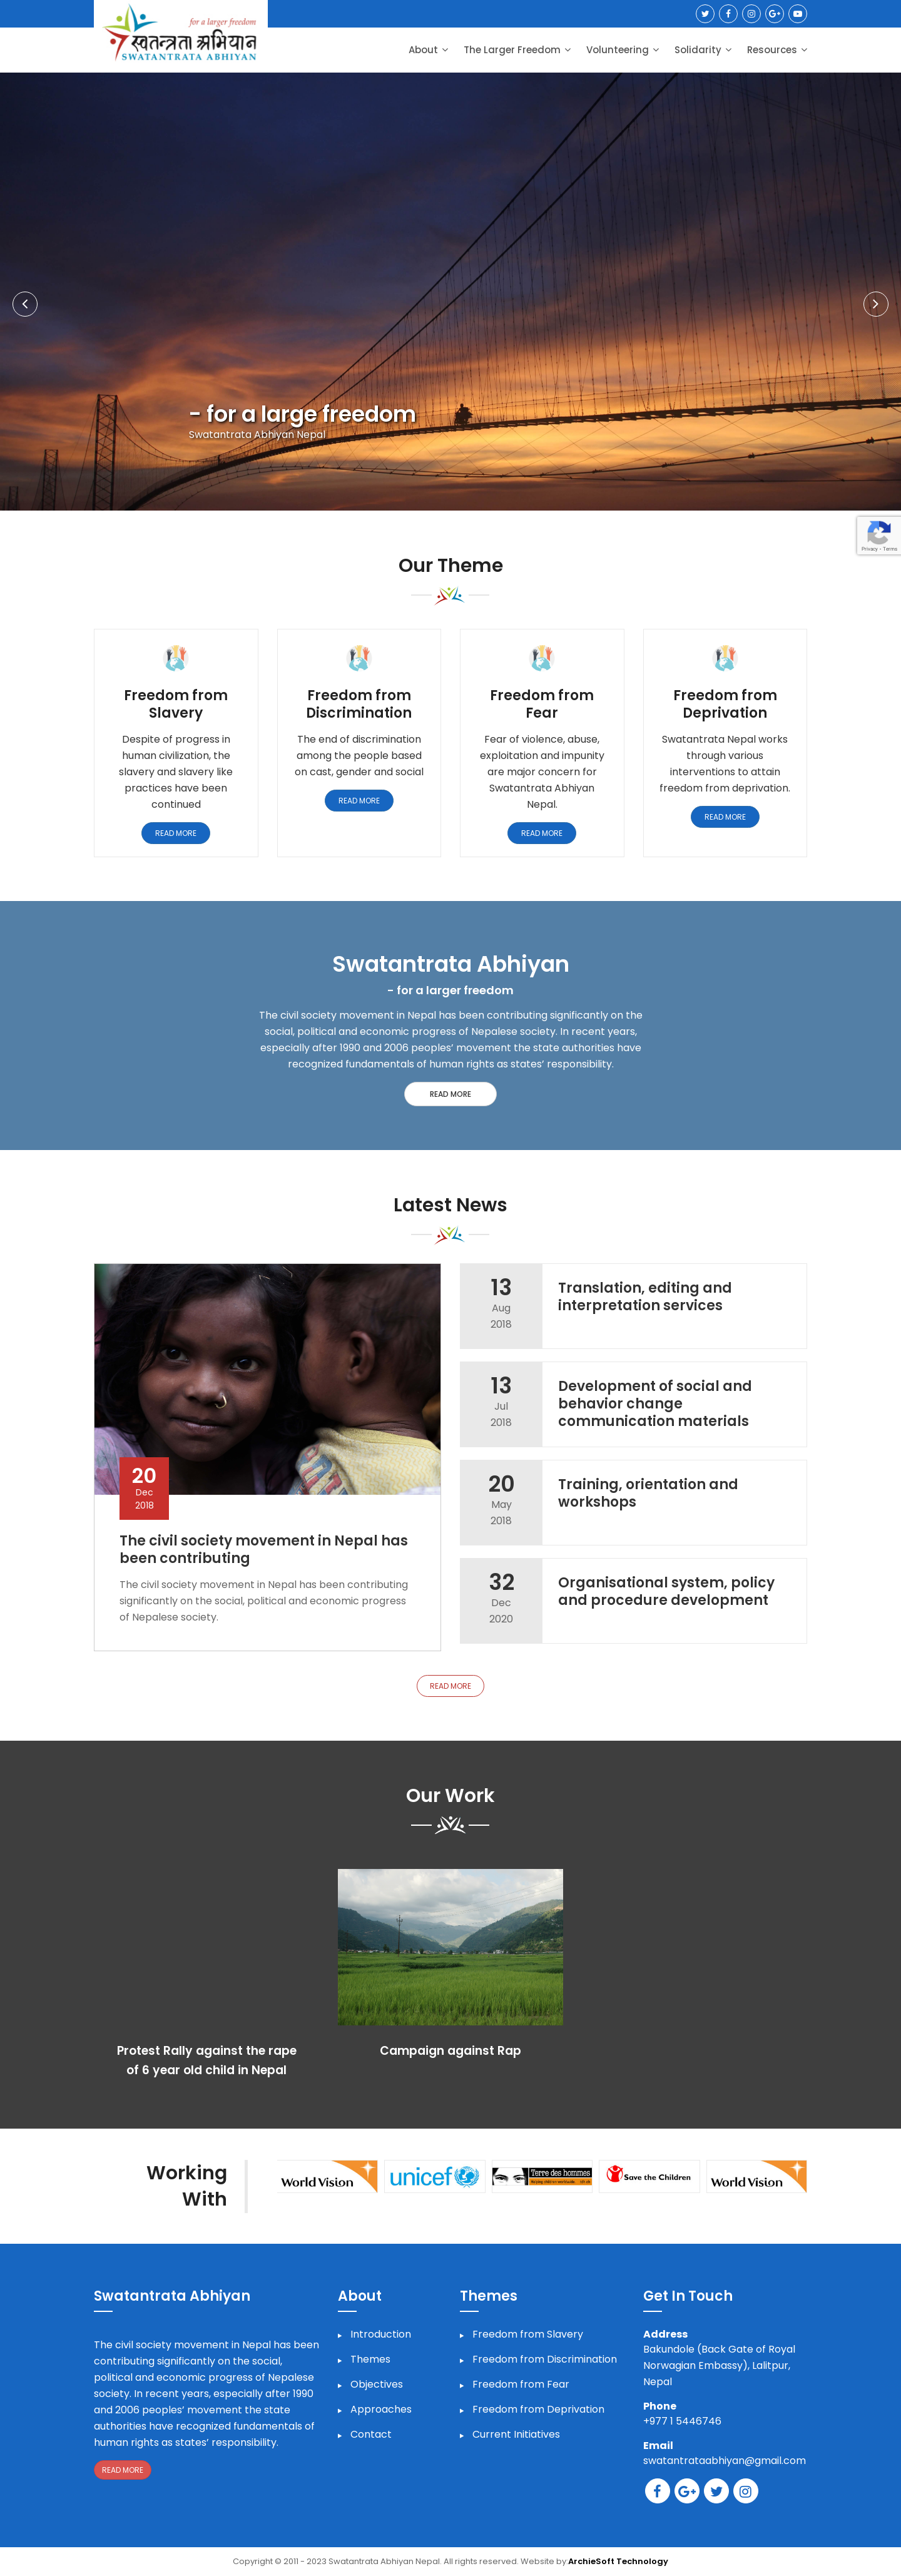 for a larger freedom
स्वतन्त्रता अभियान
SWATANTRATA ABHIYAN
About
The Larger Freedom
Volunteering
Solidarity
Resources
- for a large freedom
Swatantrata Abhiyan Nepal
Privacy - Terms
Our Theme
Freedom from
Slavery
Despite of progress in
human civilization, the
slavery and slavery like
practices have been
continued
READ MORE
Freedom from
Discrimination
The end of discrimination
among the people based
on cast, gender and social
READ MORE
Freedom from
Fear
Fear of violence, abuse,
exploitation and impunity
are major concern for
Swatantrata Abhiyan
Nepal.
READ MORE
Freedom from
Deprivation
Swatantrata Nepal works
through various
interventions to attain
freedom from deprivation.
READ MORE
Swatantrata Abhiyan
- for a larger freedom
The civil society movement in Nepal has been contributing significantly on the
social, political and economic progress of Nepalese society. In recent years,
especially after 1990 and 2006 peoples’ movement the state authorities have
recognized fundamentals of human rights as states’ responsibility.
READ MORE
Latest News
20
Dec
2018
The civil society movement in Nepal has
been contributing
The civil society movement in Nepal has been contributing
significantly on the social, political and economic progress
of Nepalese society.
13
Aug
2018
Translation, editing and
interpretation services
13
Jul
2018
Development of social and
behavior change
communication materials
20
May
2018
Training, orientation and
workshops
32
Dec
2020
Organisational system, policy
and procedure development
READ MORE
Our Work
Protest Rally against the rape
of 6 year old child in Nepal
Campaign against Rap
Working
With
World Vision
unicef
Terre des hommes
Save the Children
World Vision
Swatantrata Abhiyan
The civil society movement in Nepal has been
contributing significantly on the social,
political and economic progress of Nepalese
society. In recent years, especially after 1990
and 2006 peoples’ movement the state
authorities have recognized fundamentals of
human rights as states’ responsibility.
READ MORE
About
Introduction
Themes
Objectives
Approaches
Contact
Themes
Freedom from Slavery
Freedom from Discrimination
Freedom from Fear
Freedom from Deprivation
Current Initiatives
Get In Touch
Address
Bakundole (Back Gate of Royal
Norwagian Embassy), Lalitpur,
Nepal
Phone
+977 1 5446746
Email
swatantrataabhiyan@gmail.com
Copyright © 2011 - 2023 Swatantrata Abhiyan Nepal. All rights reserved. Website by ArchieSoft Technology